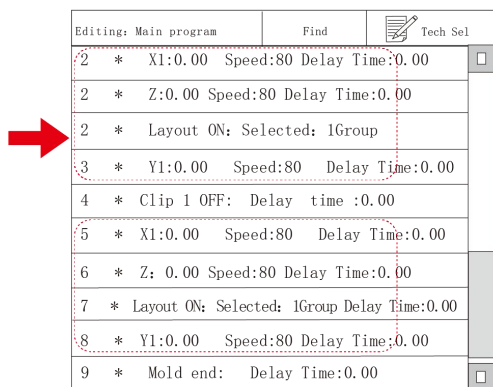 Editing: Main program Find Tech Sel
2 * X1:0.00 Speed:80 Delay Time:0.00
2 * Z:0.00 Speed:80 Delay Time:0.00
2 * Layout ON: Selected: 1Group
3 * Y1:0.00 Speed:80 Delay Time:0.00
4 * Clip 1 OFF: Delay time :0.00
5 * X1:0.00 Speed:80 Delay Time:0.00
6 * Z: 0.00 Speed:80 Delay Time:0.00
7 * Layout ON: Selected: 1Group Delay Time:0.00
8 * Y1:0.00 Speed:80 Delay Time:0.00
9 * Mold end: Delay Time:0.00